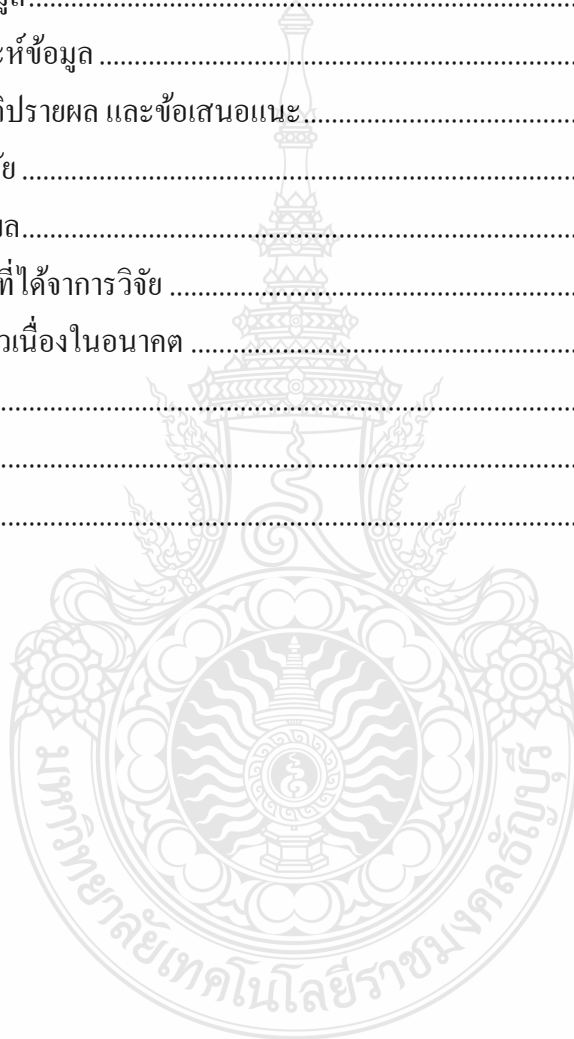 มูล........................................................................
ะห์ข้อมูล ................................................................
ภิปรายผล และข้อเสนอแนะ........................................
ัย ........................................................................
ผล........................................................................
ที่ได้จาการวิจัย ......................................................
วเนื่องในอนาคต ....................................................
........................................................................
........................................................................
........................................................................
มหาวิทยาลัยเทคโนโลยีราชมงคลธัญบุรี